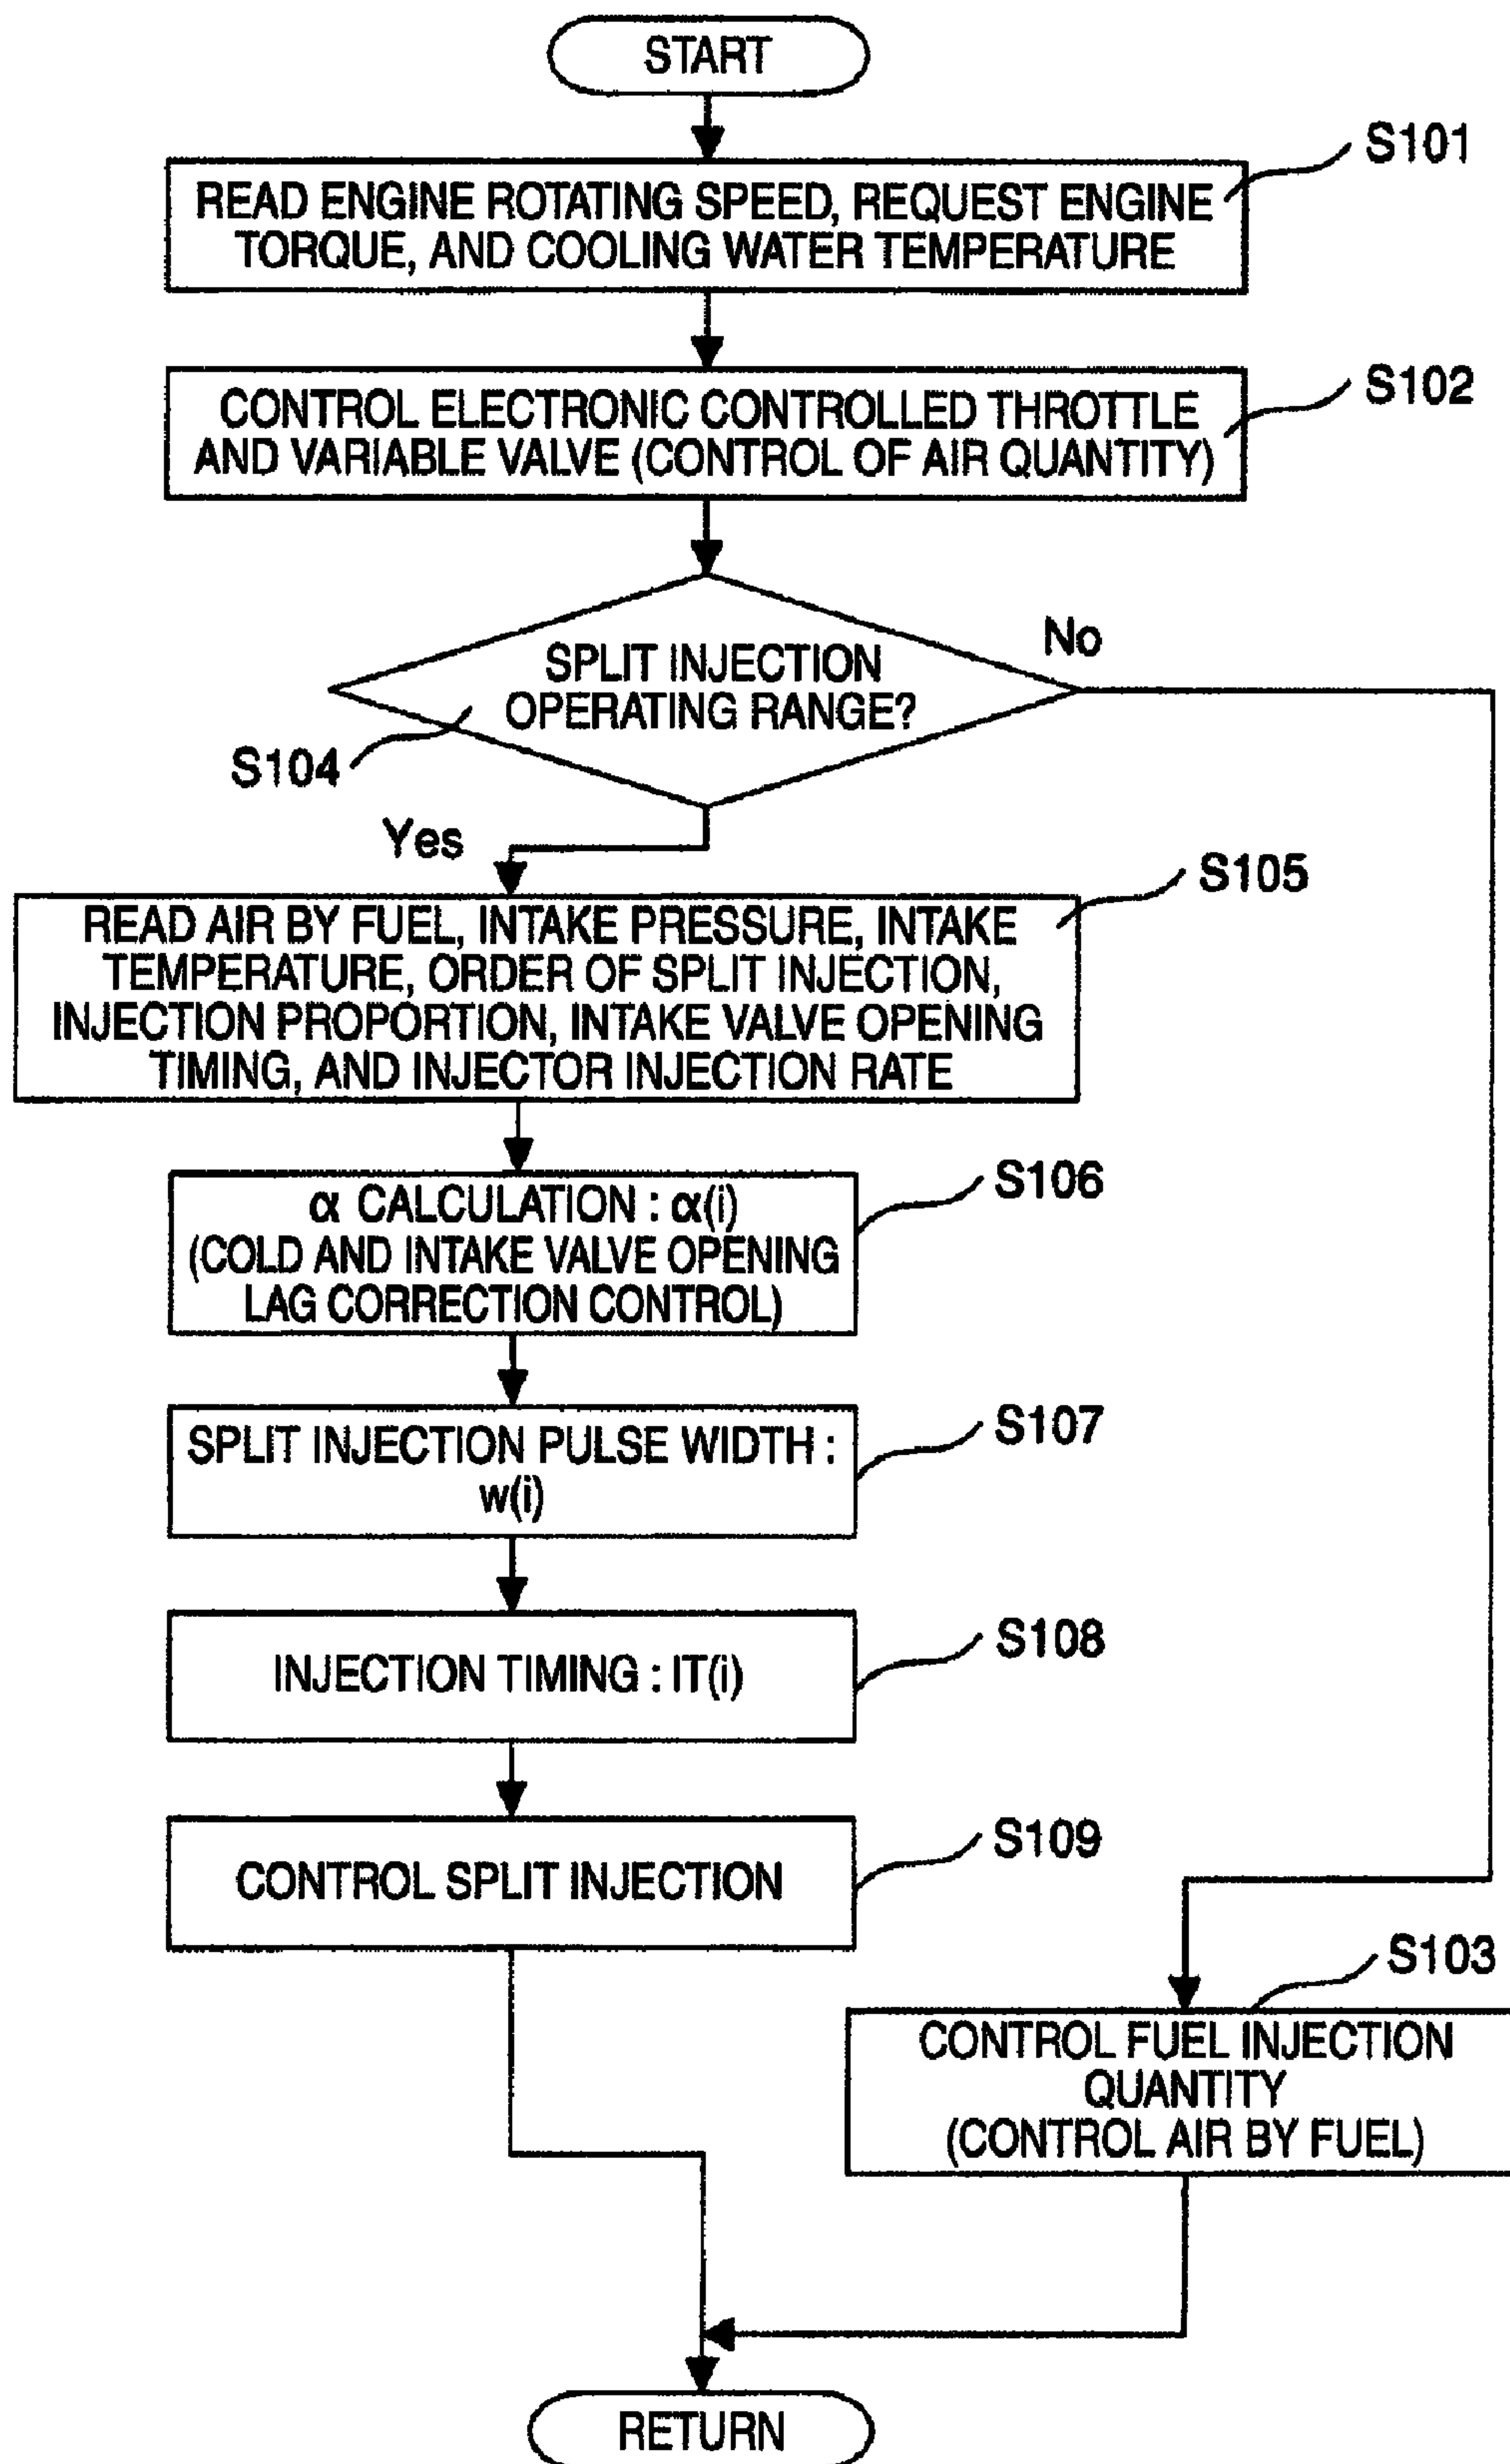 START
S101
READ ENGINE ROTATING SPEED, REQUEST ENGINE
TORQUE, AND COOLING WATER TEMPERATURE
S102
CONTROL ELECTRONIC CONTROLLED THROTTLE
AND VARIABLE VALVE (CONTROL OF AIR QUANTITY)
No
SPLIT INJECTION
OPERATING RANGE?
S104
Yes
S105
READ AIR BY FUEL, INTAKE PRESSURE, INTAKE
TEMPERATURE, ORDER OF SPLIT INJECTION,
INJECTION PROPORTION, INTAKE VALVE OPENING
TIMING, AND INJECTOR INJECTION RATE
S106
α CALCULATION : α(i)
(COLD AND INTAKE VALVE OPENING
LAG CORRECTION CONTROL)
S107
SPLIT INJECTION PULSE WIDTH :
w(i)
S108
INJECTION TIMING : IT(i)
S109
CONTROL SPLIT INJECTION
S103
CONTROL FUEL INJECTION
QUANTITY
(CONTROL AIR BY FUEL)
RETURN